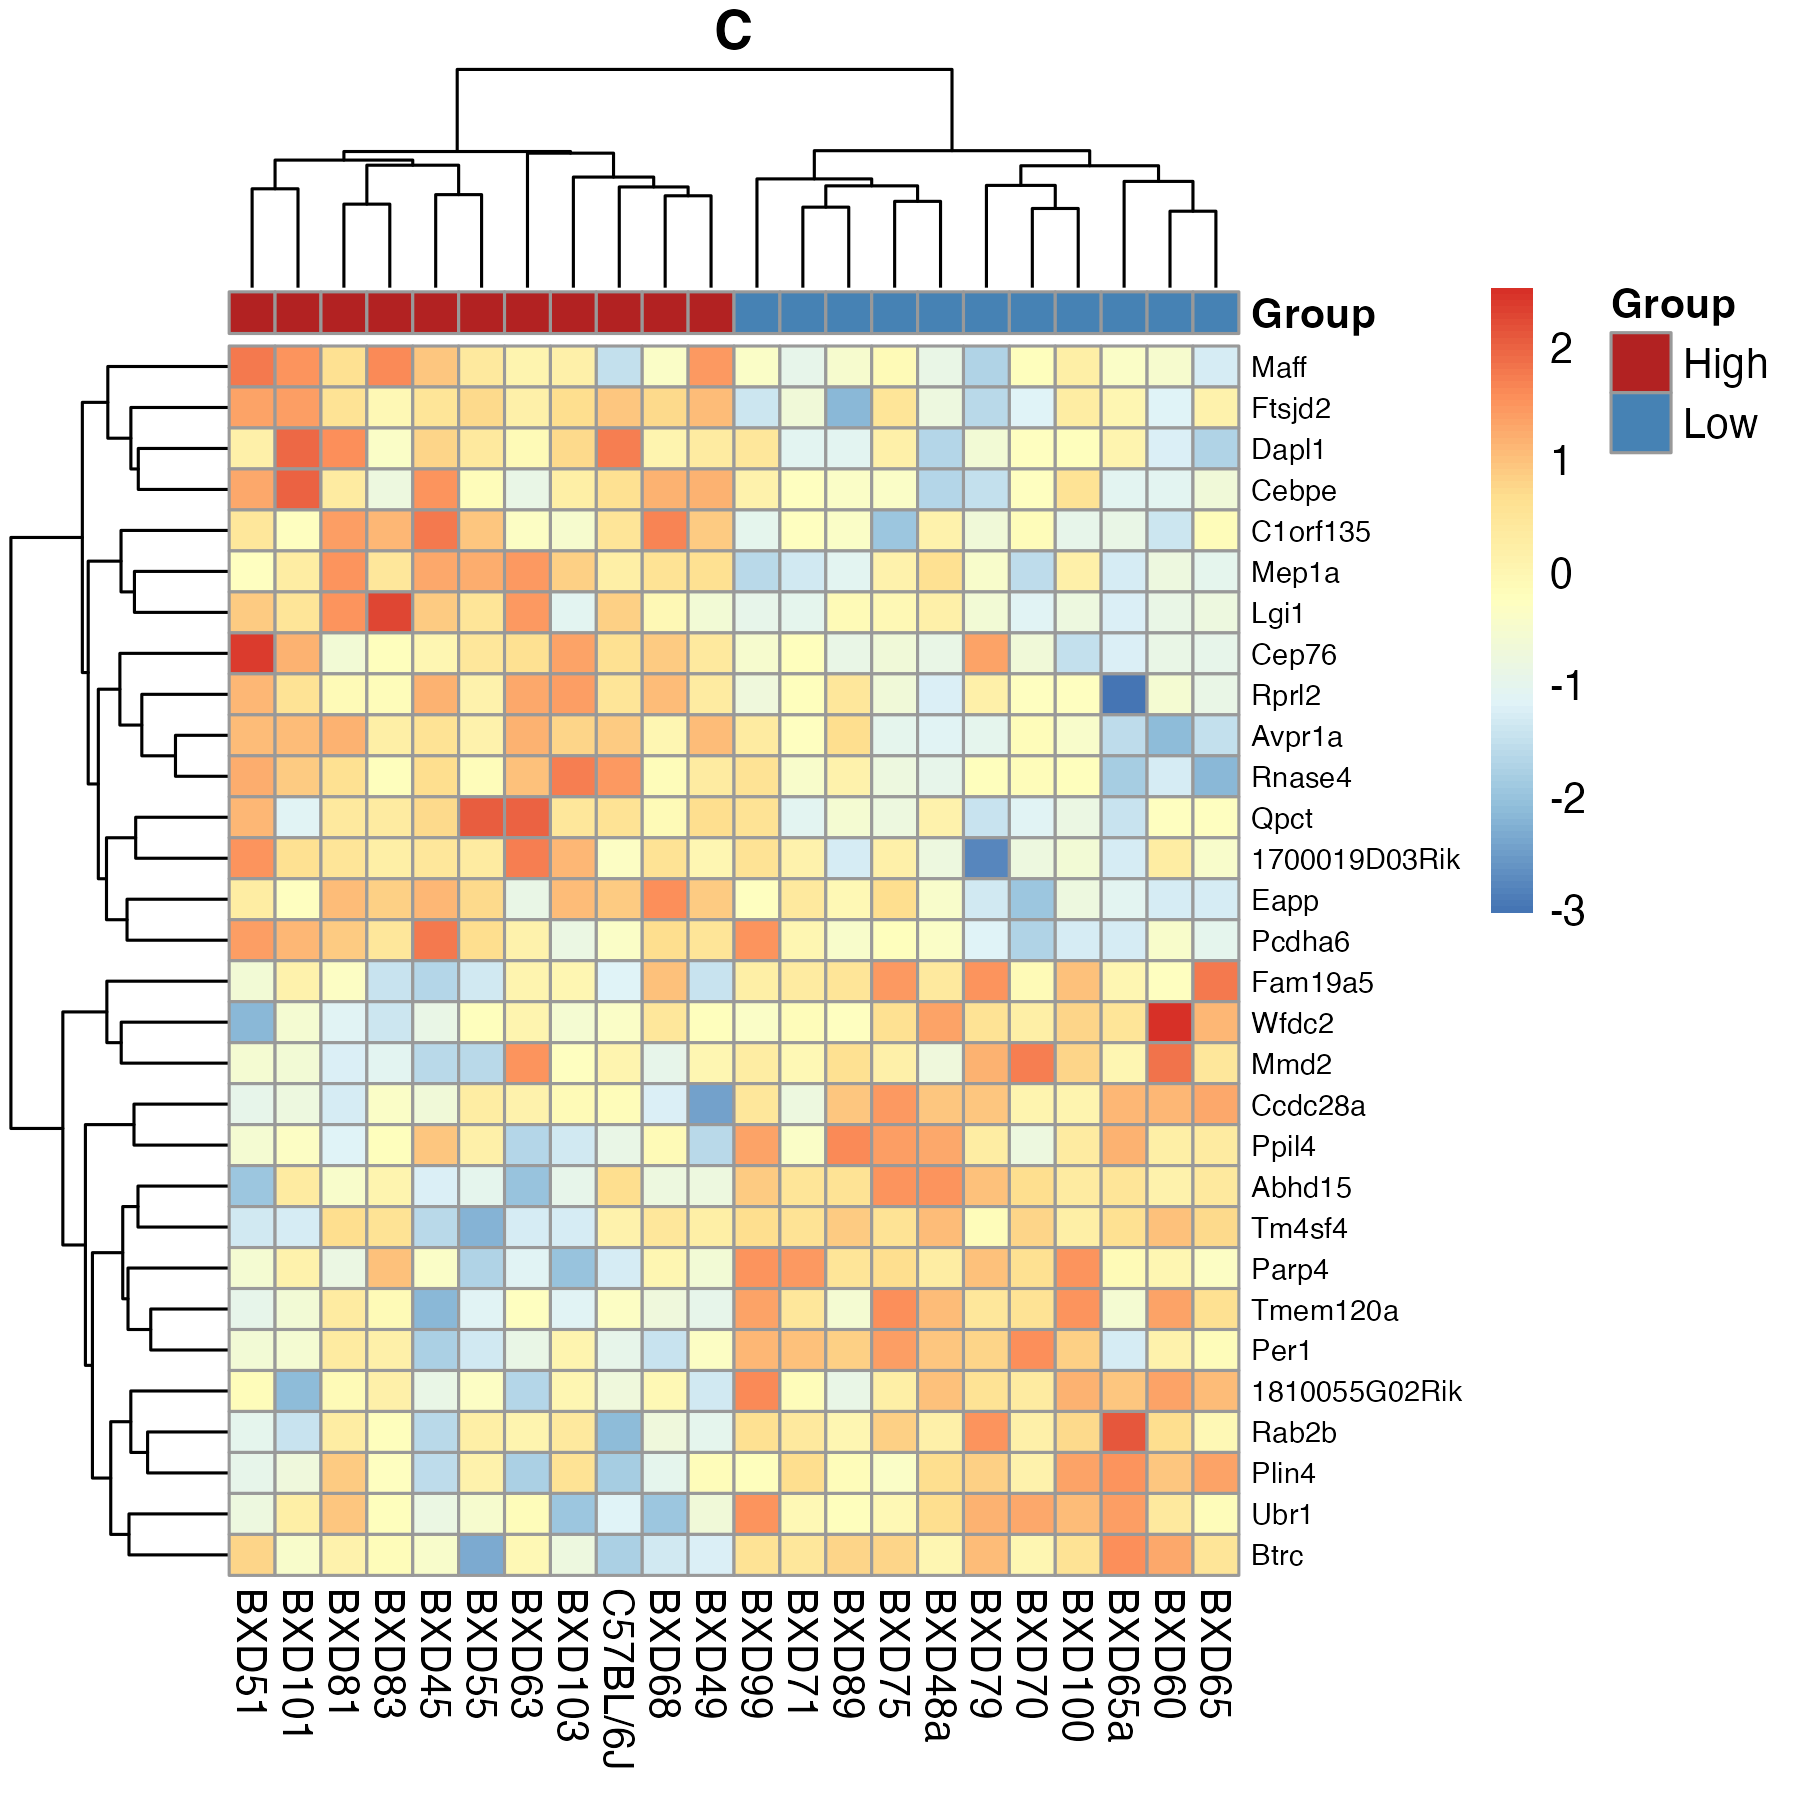 C
Group
Maff
Ftsjd2
Dapl1
Cebpe
C1orf135
Mep1a
Lgi1
Cep76
Rprl2
Avpr1a
Rnase4
Qpct
1700019D03Rik
Eapp
Pcdha6
Fam19a5
Wfdc2
Mmd2
Ccdc28a
Ppil4
Abhd15
Tm4sf4
Parp4
Tmem120a
Per1
1810055G02Rik
Rab2b
Plin4
Ubr1
Btrc
BXD51
BXD101
BXD81
BXD83
BXD45
BXD55
BXD63
BXD103
C57BL/6J
BXD68
BXD49
BXD99
BXD71
BXD89
BXD75
BXD48a
BXD79
BXD70
BXD100
BXD65a
BXD60
BXD65
2
1
0
-1
-2
-3
Group
High
Low